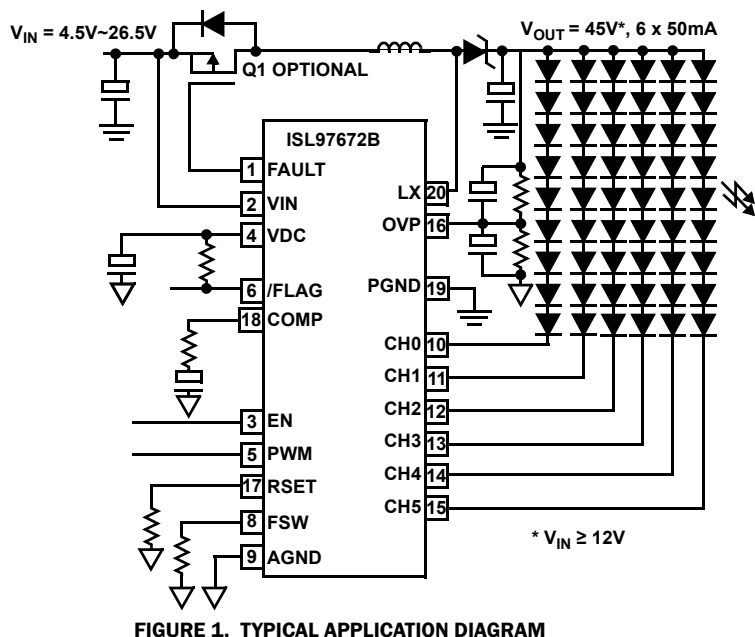 V_IN = 4.5V~26.5V
V_OUT = 45V*, 6 x 50mA
Q1 OPTIONAL
ISL97672B
1 FAULT
LX 20
2 VIN
OVP 16
4 VDC
6 /FLAG
PGND 19
18 COMP
CH0 10
CH1 11
CH2 12
3 EN
CH3 13
5 PWM
CH4 14
17 RSET
CH5 15
8 FSW
* V_IN ≥ 12V
9 AGND
FIGURE 1. TYPICAL APPLICATION DIAGRAM